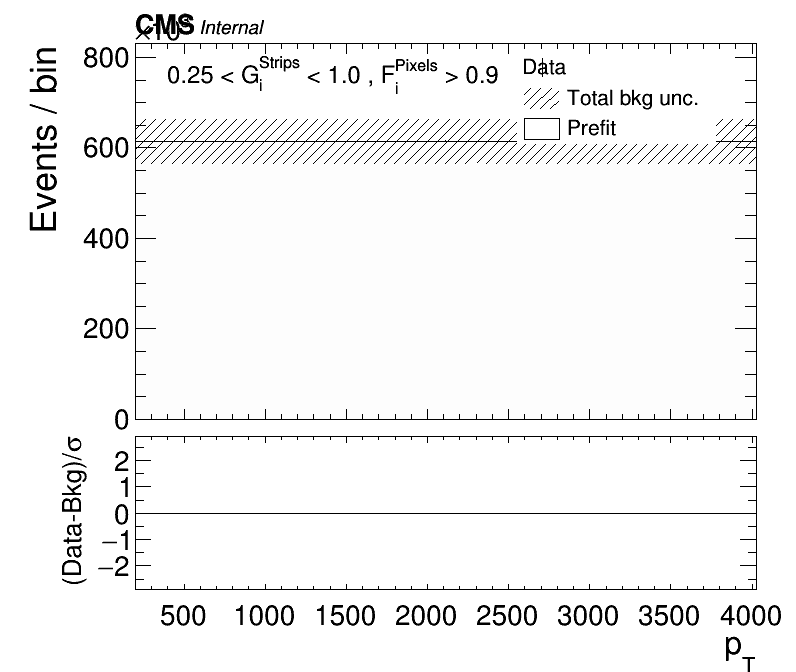 CMS Internal
×10
Events / bin
0.25 < G_i^Strips < 1.0 , F_i^Pixels > 0.9
Data
Total bkg unc.
Prefit
800
600
400
200
0
(Data-Bkg)/σ
2
1
0
−1
−2
500 1000 1500 2000 2500 3000 3500 4000
p_T